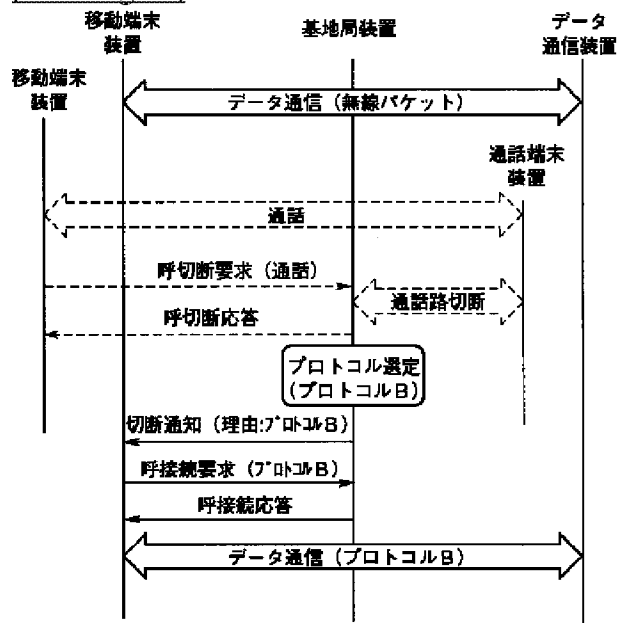 移動端末
装置
基地局装置
データ
通信装置
移動端末
装置
データ通信（無線パケット）
通話端末
装置
通話
呼切断要求（通話）
通話路切断
呼切断応答
プロトコル選定
(プロトコルB)
切断通知（理由:プロトコルB）
呼接続要求（プロトコルB）
呼接続応答
データ通信（プロトコルB）